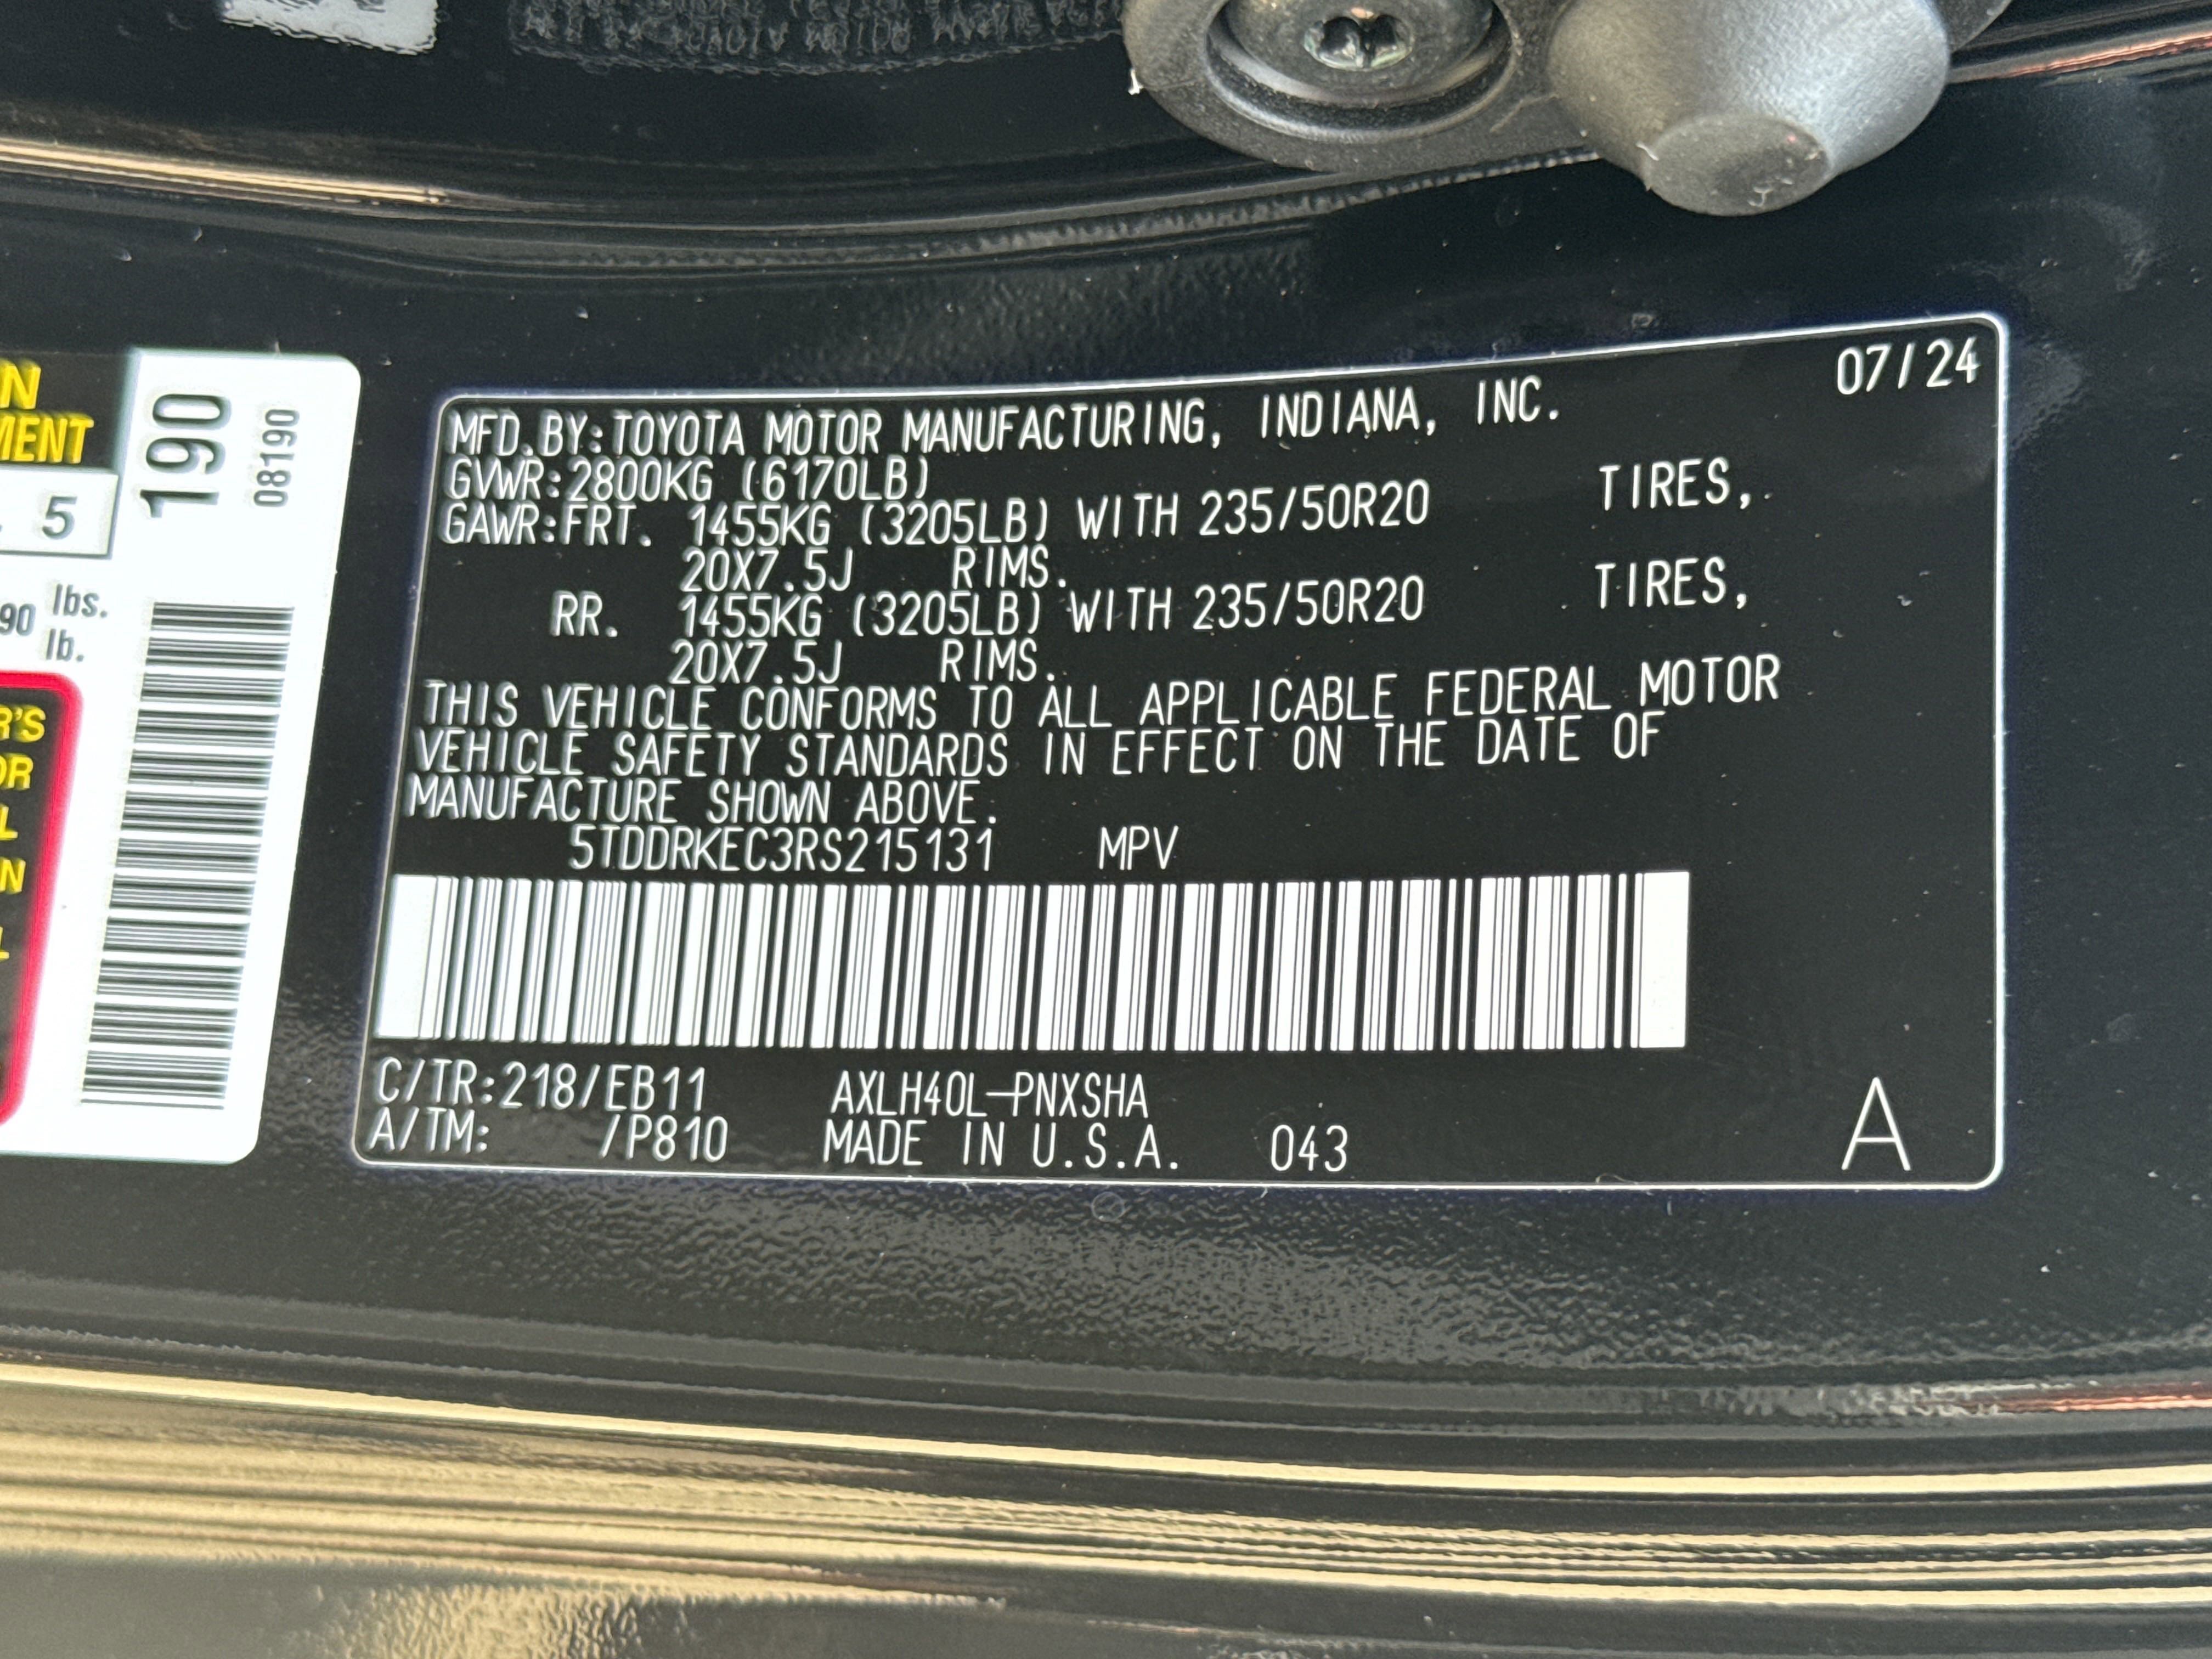 N
MENT
5
190
08190
90 lbs.
lb.
R'S
OR
L
N
L
07/24
MFD.BY:TOYOTA MOTOR MANUFACTURING, INDIANA, INC.
GVWR:2800KG (6170LB)
GAWR:FRT. 1455KG (3205LB) WITH 235/50R20 TIRES,
20X7.5J RIMS.
RR. 1455KG (3205LB) WITH 235/50R20 TIRES,
20X7.5J RIMS.
THIS VEHICLE CONFORMS TO ALL APPLICABLE FEDERAL MOTOR
VEHICLE SAFETY STANDARDS IN EFFECT ON THE DATE OF
MANUFACTURE SHOWN ABOVE.
5TDDRKEC3RS215131 MPV
C/TR:218/EB11 AXLH40L-PNXSHA
A/TM: /P810 MADE IN U.S.A. 043
A